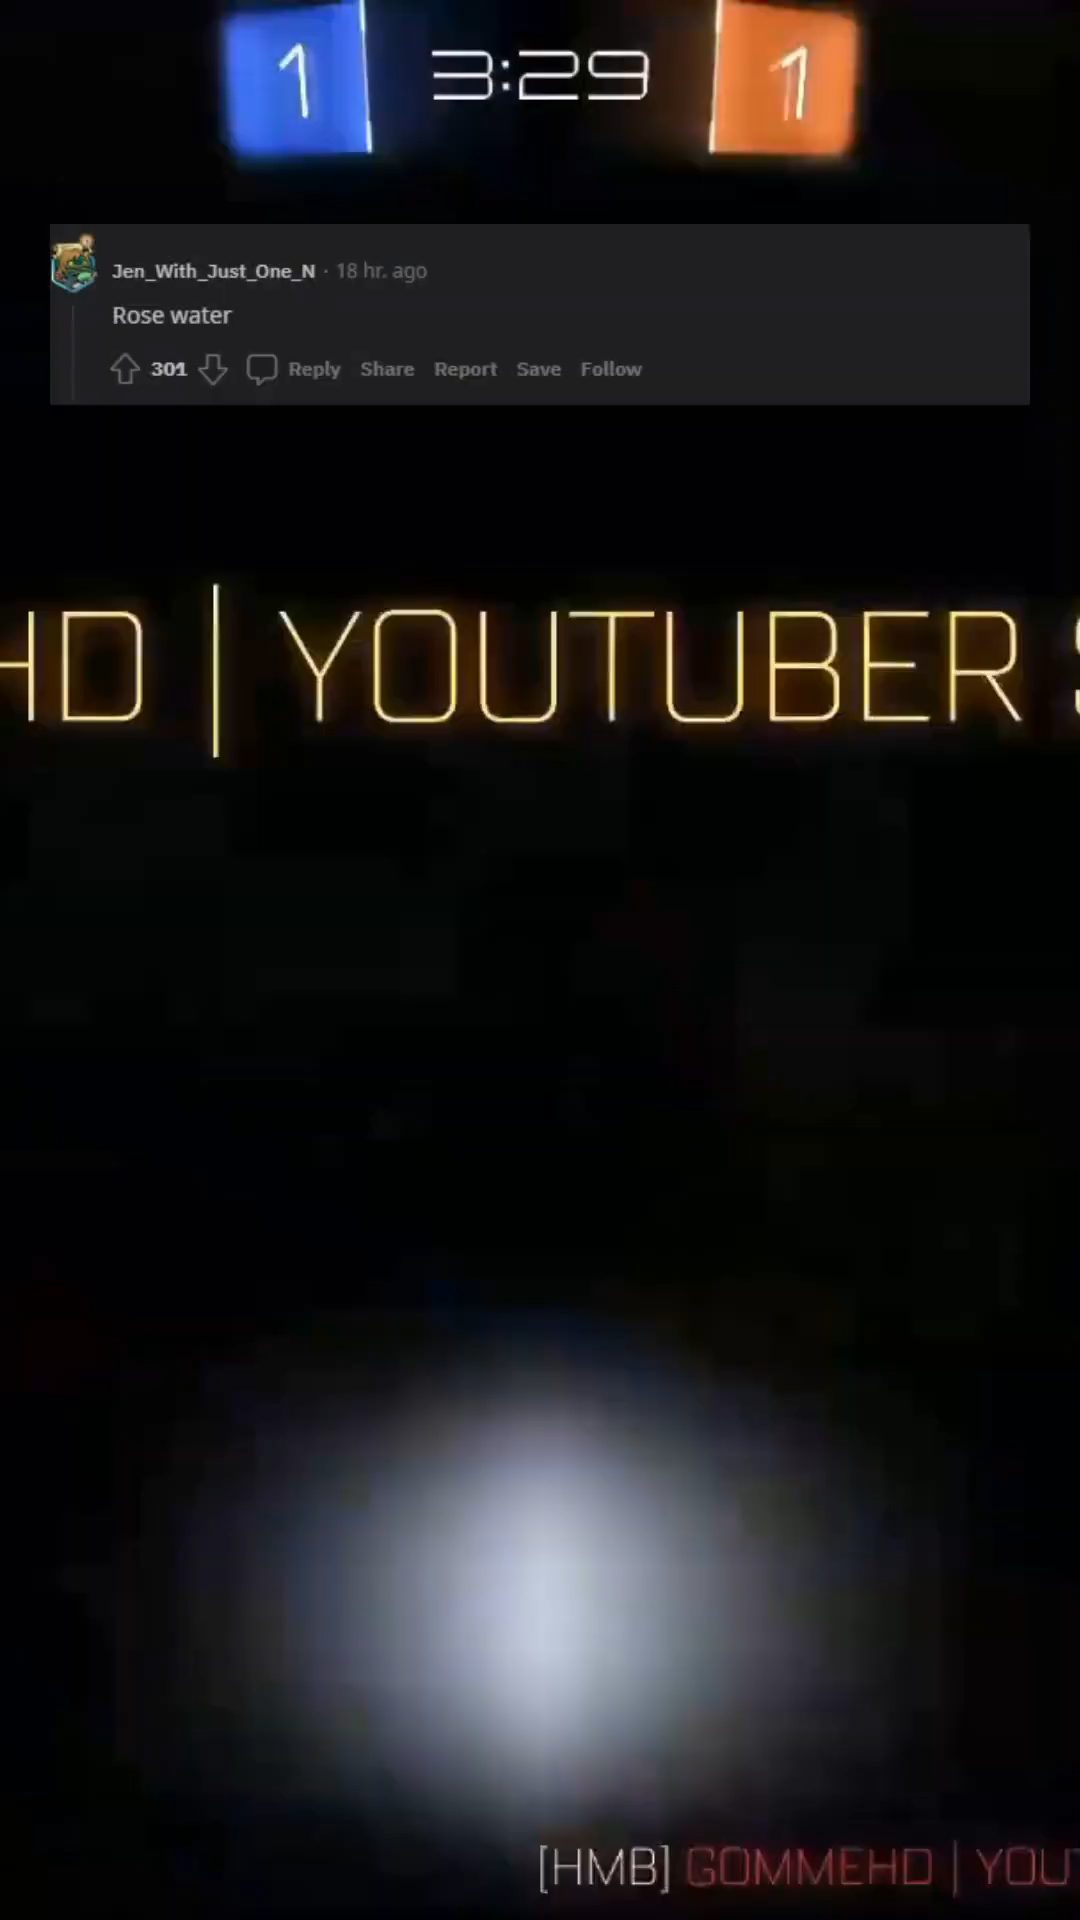 1 3:29 1
Jen_With_Just_One_N · 18 hr. ago
Rose water
301 Reply Share Report Save Follow
HD | YOUTUBER
[HMB] GOMMEHD | YOU